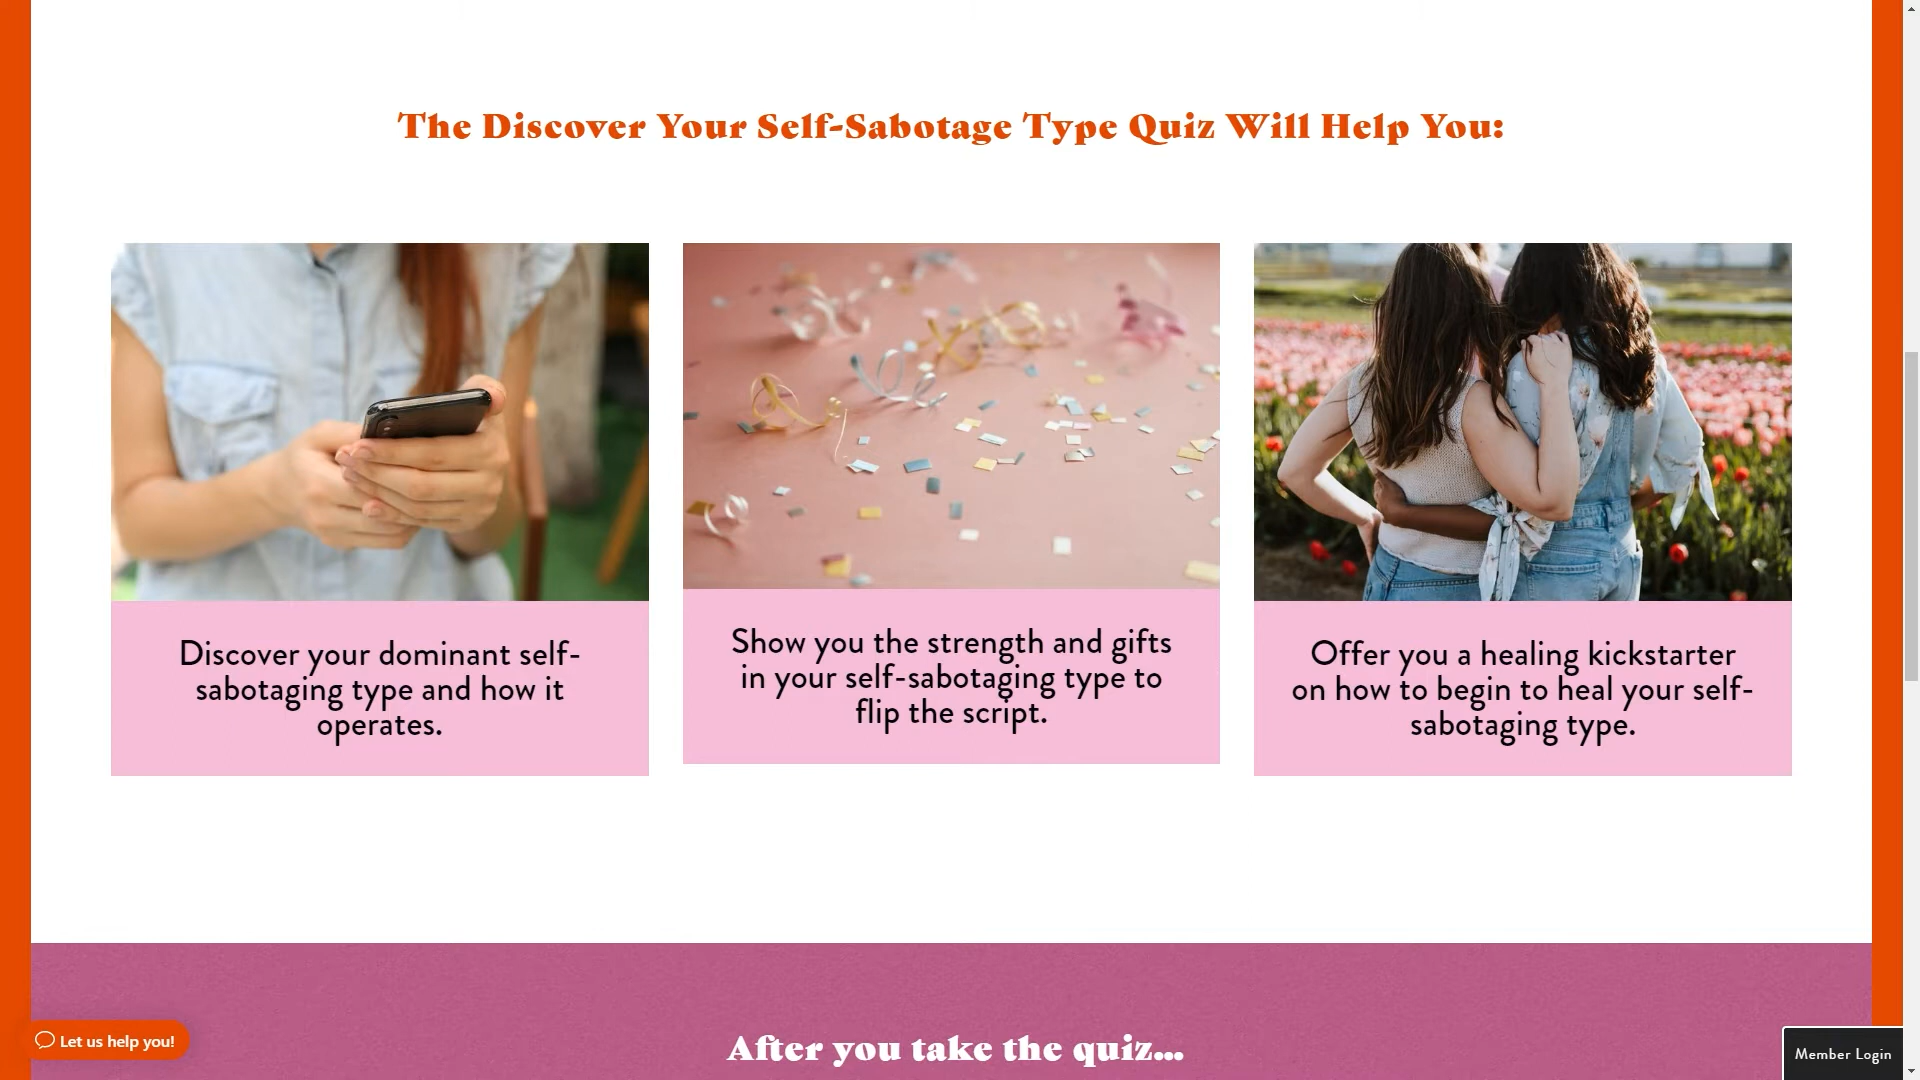 The Discover Your Self-Sabotage Type Quiz Will Help You:
Discover your dominant self-
sabotaging type and how it
operates.
Show you the strength and gifts
in your self-sabotaging type to
flip the script.
Offer you a healing kickstarter
on how to begin to heal your self-
sabotaging type.
After you take the quiz...
Let us help you!
Member Login